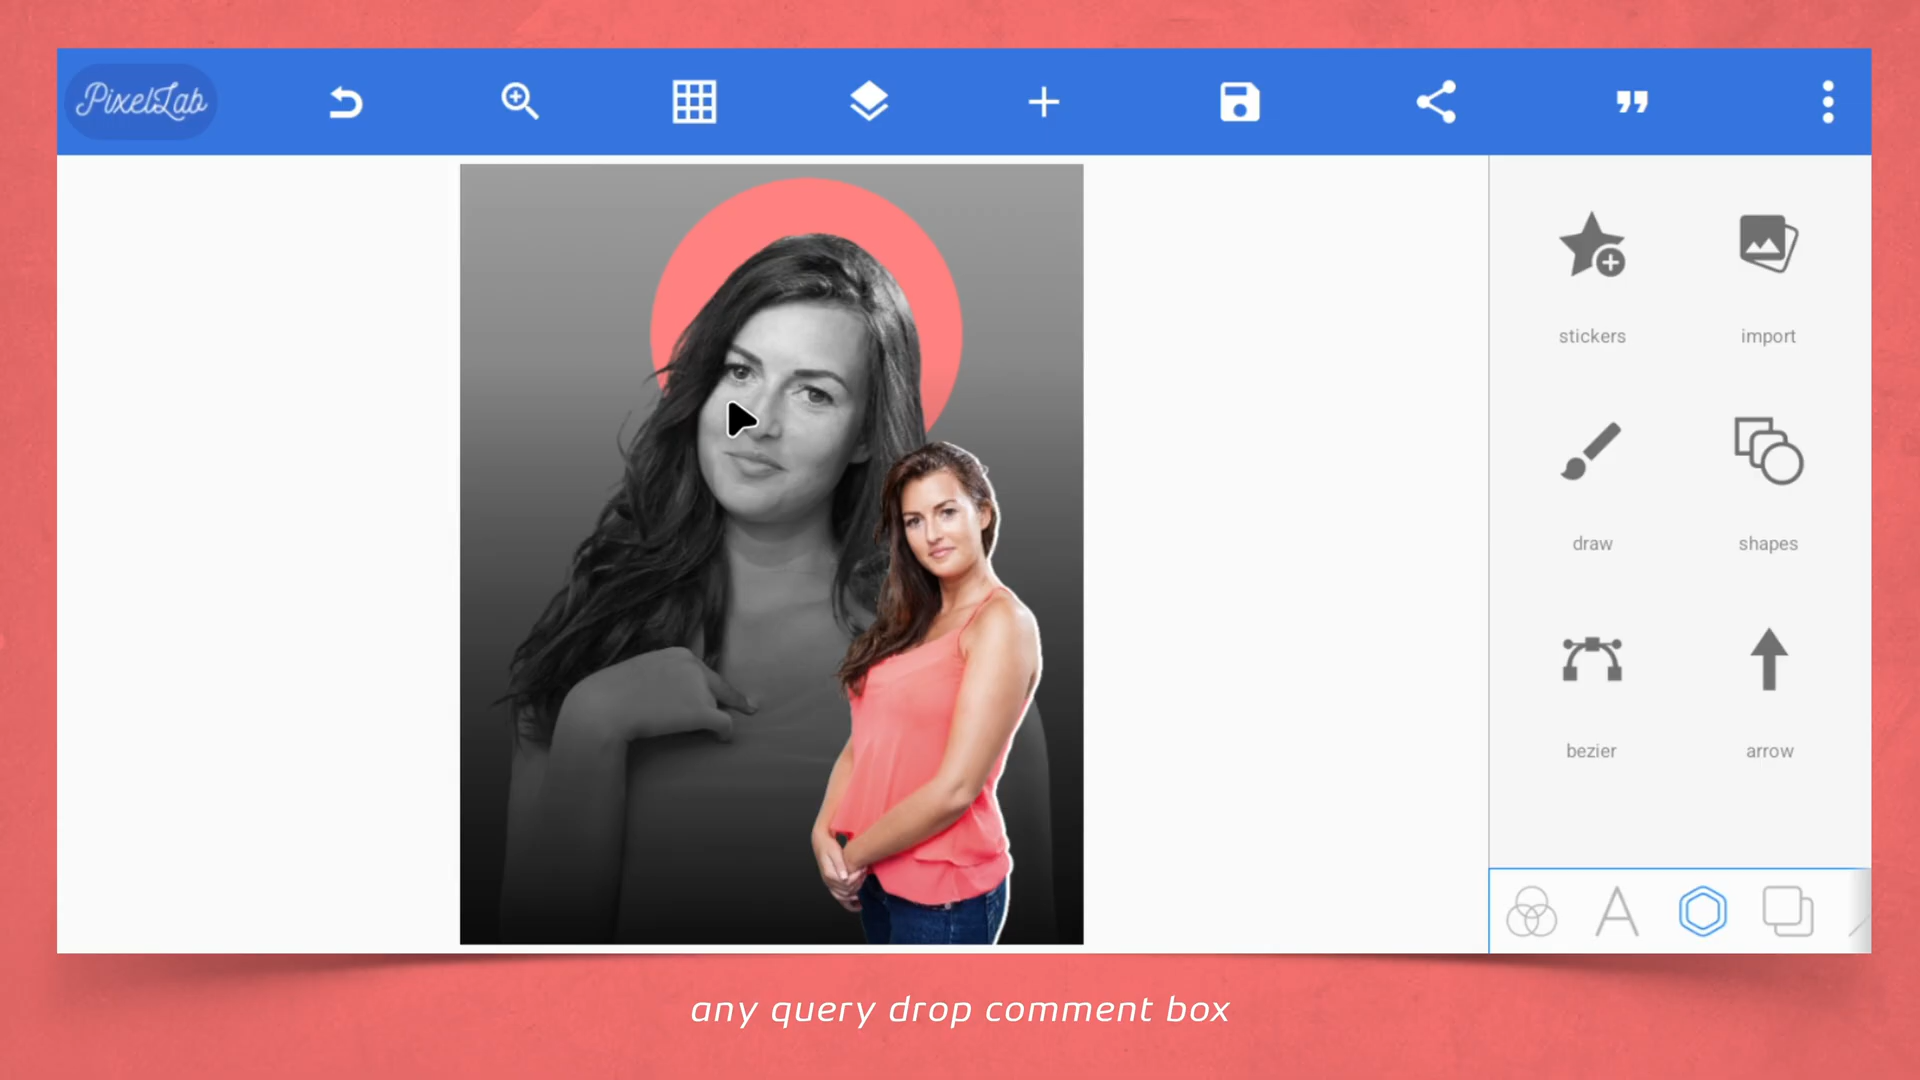 PixelLab
stickers
import
draw
shapes
bezier
arrow
any query drop comment box